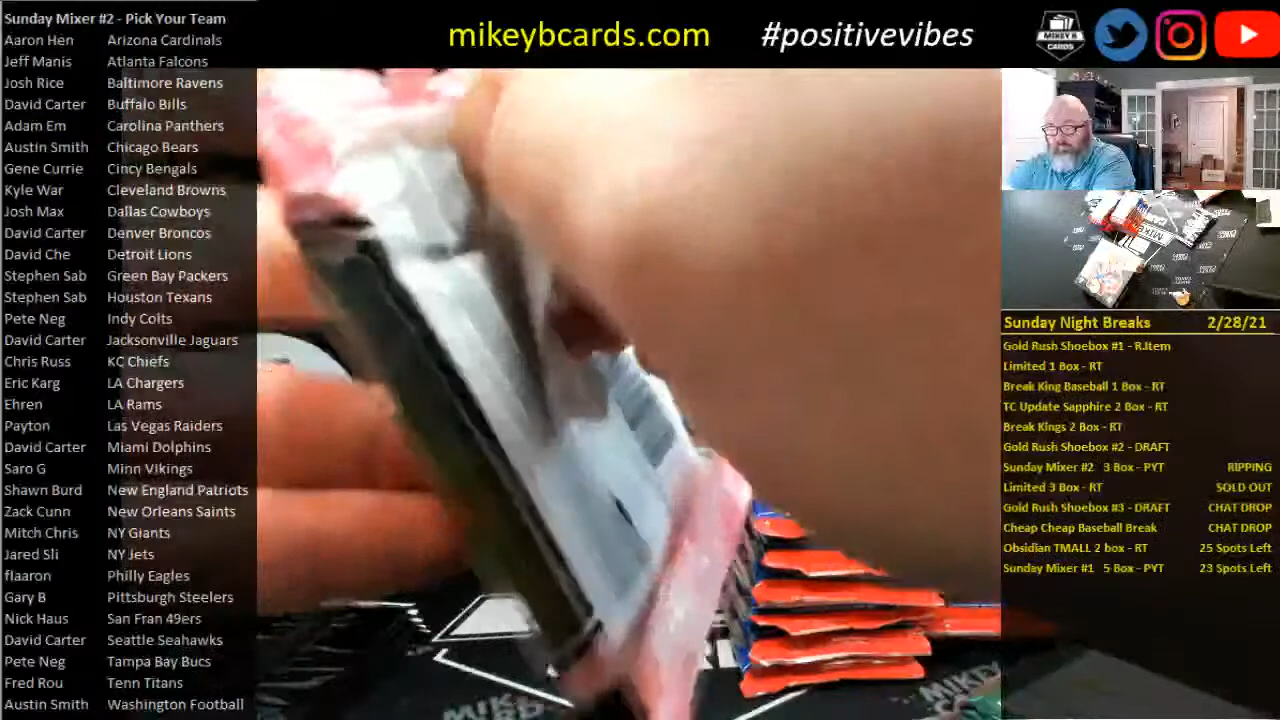 Sunday Mixer #2 - Pick Your Team
Aaron Hen Arizona Cardinals
Jeff Manis Atlanta Falcons
Josh Rice Baltimore Ravens
David Carter Buffalo Bills
Adam Em Carolina Panthers
Austin Smith Chicago Bears
Gene Currie Cincy Bengals
Kyle War Cleveland Browns
Josh Max Dallas Cowboys
David Carter Denver Broncos
David Che Detroit Lions
Stephen Sab Green Bay Packers
Stephen Sab Houston Texans
Pete Neg Indy Colts
David Carter Jacksonville Jaguars
Chris Russ KC Chiefs
Eric Karg LA Chargers
Ehren LA Rams
Payton Las Vegas Raiders
David Carter Miami Dolphins
Saro G Minn Vikings
Shawn Burd New England Patriots
Zack Cunn New Orleans Saints
Mitch Chris NY Giants
Jared Sli NY Jets
flaaron Philly Eagles
Gary B Pittsburgh Steelers
Nick Haus San Fran 49ers
David Carter Seattle Seahawks
Pete Neg Tampa Bay Bucs
Fred Rou Tenn Titans
Austin Smith Washington Football
mikeybcards.com #positivevibes
MIKEY B
CARDS
Sunday Night Breaks 2/28/21
Gold Rush Shoebox #1 - R.Item
Limited 1 Box - RT
Break King Baseball 1 Box - RT
TC Update Sapphire 2 Box - RT
Break Kings 2 Box - RT
Gold Rush Shoebox #2 - DRAFT
Sunday Mixer #2 3 Box - PYT RIPPING
Limited 3 Box - RT SOLD OUT
Gold Rush Shoebox #3 - DRAFT CHAT DROP
Cheap Cheap Baseball Break CHAT DROP
Obsidian TMALL 2 box - RT 25 Spots Left
Sunday Mixer #1 5 Box - PYT 23 Spots Left